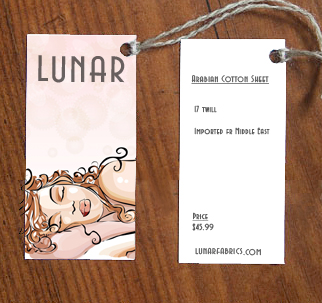 LUNAR
Arabian Cotton Sheet
17 twill
Imported fr Middle East
Price
$45.99
lunarfabrics.com